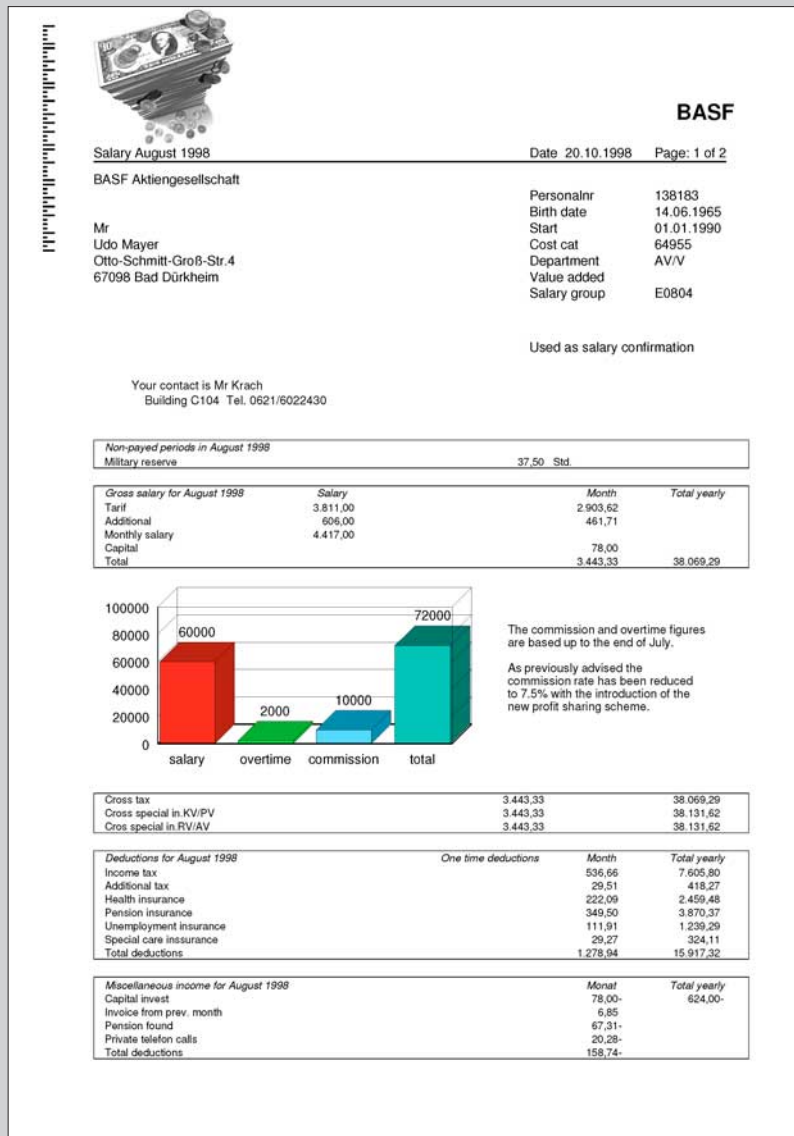 BASF
Salary August 1998 Date 20.10.1998 Page: 1 of 2
BASF Aktiengesellschaft
Personalnr 138183
Birth date 14.06.1965
Mr Start 01.01.1990
Udo Mayer Cost cat 64955
Otto-Schmitt-Groß-Str.4 Department AV/V
67098 Bad Dürkheim Value added
Salary group E0804
Used as salary confirmation
Your contact is Mr Krach
Building C104 Tel. 0621/6022430
Non-payed periods in August 1998
Military reserve 37,50 Std.
Gross salary for August 1998 Salary Month Total yearly
Tarif 3.811,00 2.903,62
Additional 606,00 461,71
Monthly salary 4.417,00
Capital 78,00
Total 3.443,33 38.069,29
100000
80000
60000
40000
20000
0
60000
2000
10000
72000
salary overtime commission total
The commission and overtime figures
are based up to the end of July.
As previously advised the
commission rate has been reduced
to 7.5% with the introduction of the
new profit sharing scheme.
Cross tax 3.443,33 38.069,29
Cross special in.KV/PV 3.443,33 38.131,62
Cros special in.RV/AV 3.443,33 38.131,62
Deductions for August 1998 One time deductions Month Total yearly
Income tax 536,66 7.605,80
Additional tax 29,51 418,27
Health insurance 222,09 2.459,48
Pension insurance 349,50 3.870,37
Unemployment insurance 111,91 1.239,29
Special care inssurance 29,27 324,11
Total deductions 1.278,94 15.917,32
Miscellaneous income for August 1998 Monat Total yearly
Capital invest 78,00- 624,00-
Invoice from prev. month 6,85
Pension found 67,31-
Private telefon calls 20,28-
Total deductions 158,74-